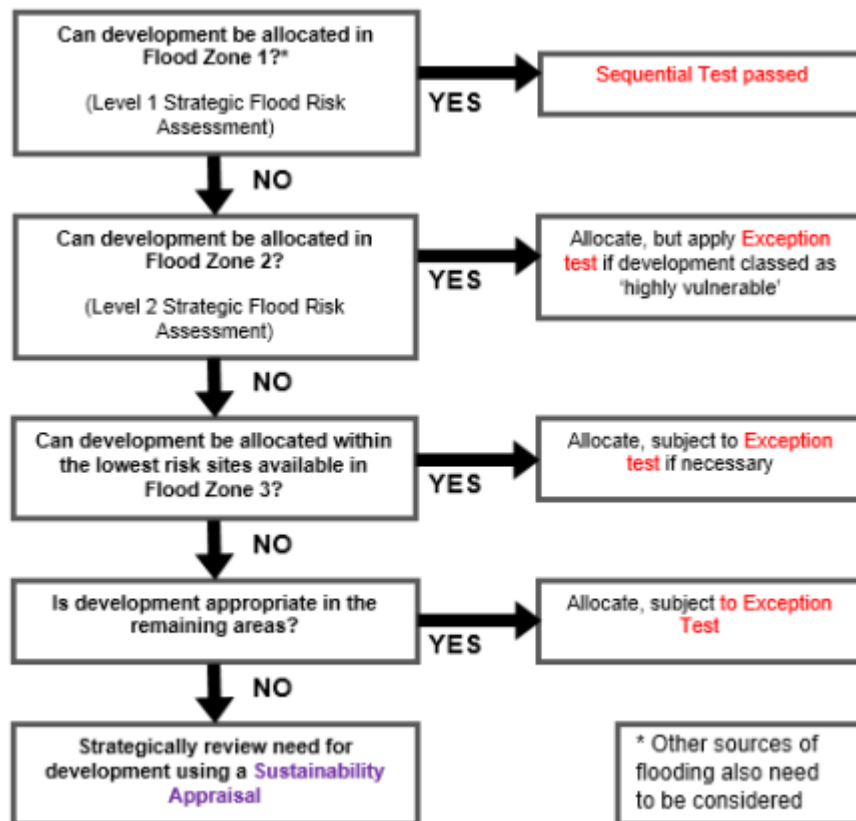 Can development be allocated in
Flood Zone 1?*
(Level 1 Strategic Flood Risk
Assessment)
YES
Sequential Test passed
NO
Can development be allocated in
Flood Zone 2?
(Level 2 Strategic Flood Risk
Assessment)
YES
Allocate, but apply Exception
test if development classed as
‘highly vulnerable’
NO
Can development be allocated within
the lowest risk sites available in
Flood Zone 3?
YES
Allocate, subject to Exception
test if necessary
NO
Is development appropriate in the
remaining areas?
YES
Allocate, subject to Exception
Test
NO
Strategically review need for
development using a Sustainability
Appraisal
* Other sources of
flooding also need
to be considered